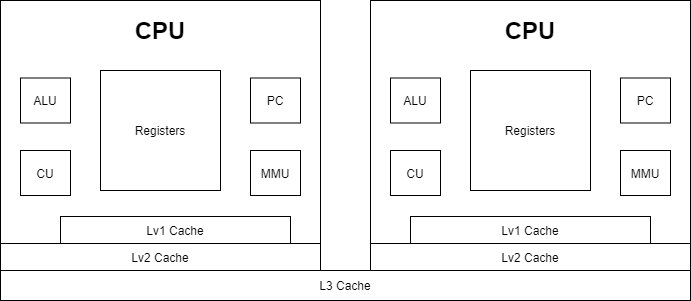 CPU
ALU
Registers
PC
CU
MMU
Lv1 Cache
Lv2 Cache
CPU
ALU
Registers
PC
CU
MMU
Lv1 Cache
Lv2 Cache
L3 Cache